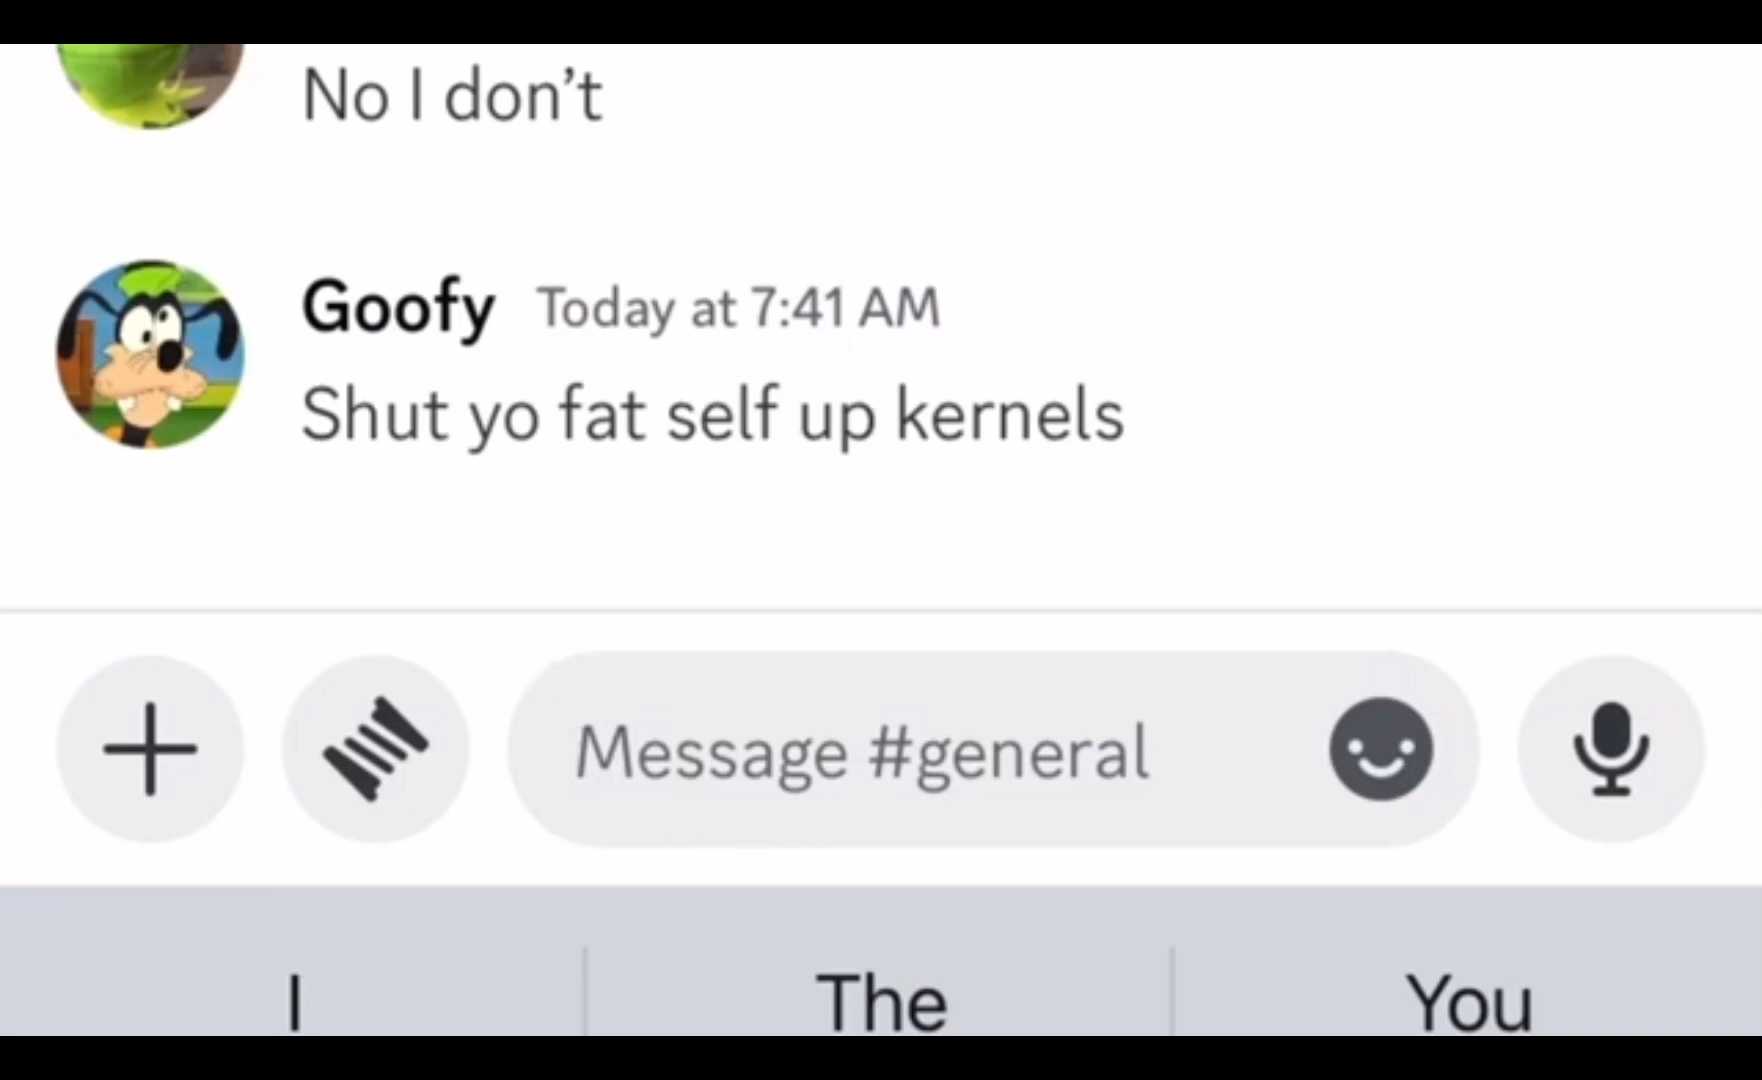 No I don’t
Goofy Today at 7:41 AM
Shut yo fat self up kernels
Message #general
I The You